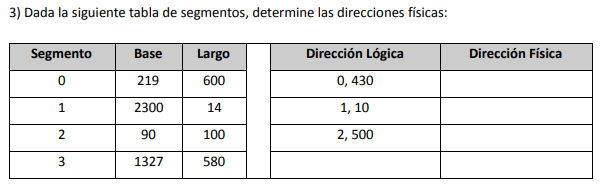 3) Dada la siguiente tabla de segmentos, determine las direcciones físicas:
Segmento Base Largo Dirección Lógica Dirección Física
0 219 600 0, 430
1 2300 14 1, 10
2 90 100 2, 500
3 1327 580